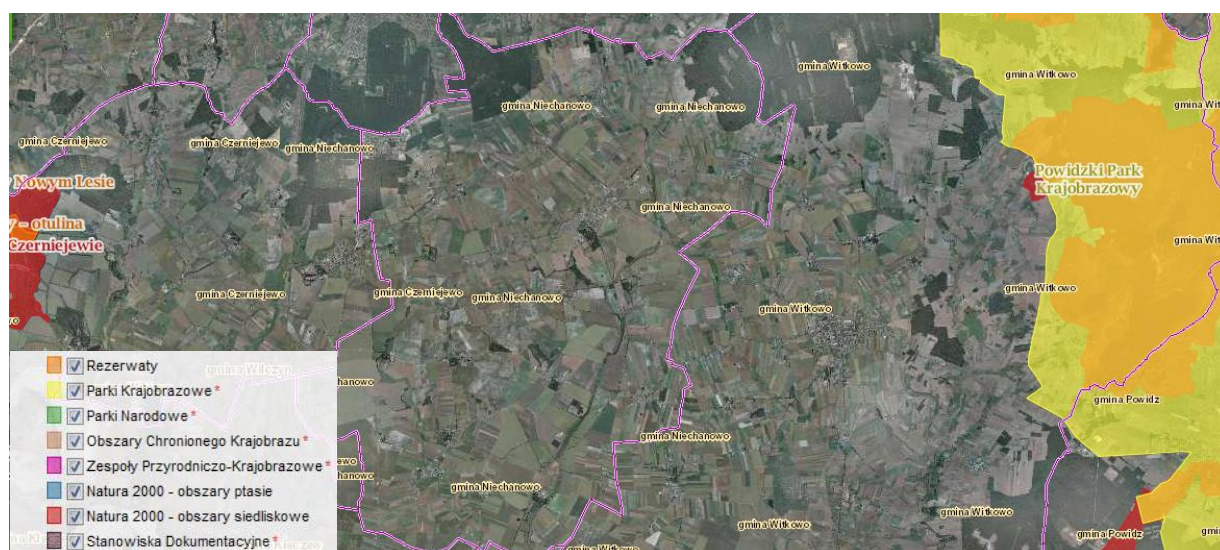 gmina Witkowo
gmina Witkowo
gmina Niechanowo
gmina Niechanowo
gmina Czerniejewo
gmina Czerniejewo
gmina Niechanowo
Powidzki Park
Krajobrazowy
Nowym Lesie
– otulina
Czerniejewie
gmina Niechanowo
gmina Czerniejewo
gmina Czerniejewo
gmina Niechanowo
gmina Witkowo
gmina Witkowo
Rezerwaty
Parki Krajobrazowe *
Parki Narodowe *
Obszary Chronionego Krajobrazu *
Zespoły Przyrodniczo-Krajobrazowe *
Natura 2000 - obszary ptasie
Natura 2000 - obszary siedliskowe
Stanowiska Dokumentacyjne *
gmina Powidz
gmina Niechanowo
gmina Niechanowo
gmina Witkowo
gmina Powidz
gmina Witkowo